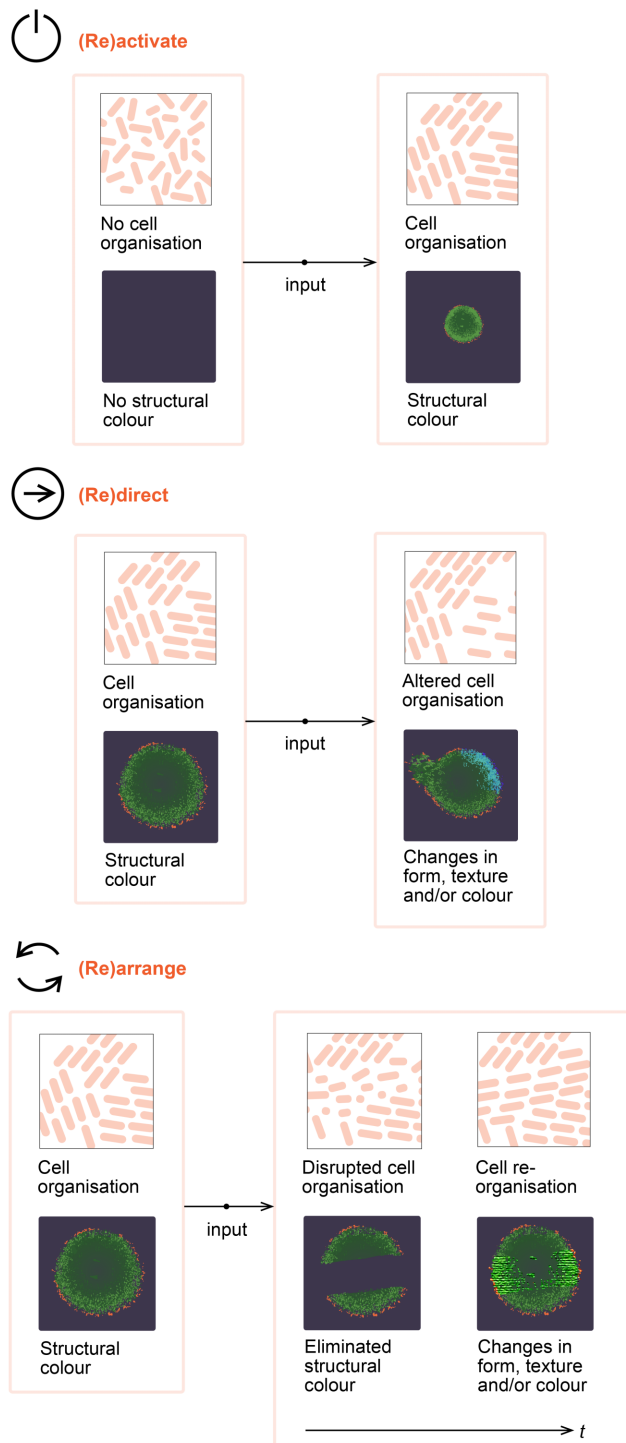 (Re)activate
No cell
organisation
Cell
organisation
input
No structural
colour
Structural
colour
(Re)direct
Cell
organisation
Altered cell
organisation
input
Structural
colour
Changes in
form, texture
and/or colour
(Re)arrange
Cell
organisation
Disrupted cell
organisation
Cell re-
organisation
input
Structural
colour
Eliminated
structural
colour
Changes in
form, texture
and/or colour
t